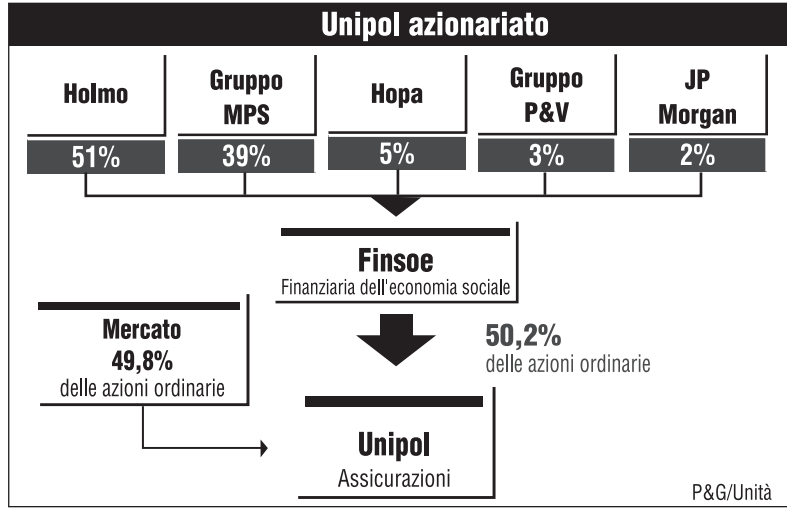 Unipol azionariato
Holmo
51%
Gruppo
MPS
39%
Hopa
5%
Gruppo
P&V
3%
JP
Morgan
2%
Finsoe
Finanziaria dell'economia sociale
Mercato
49,8%
delle azioni ordinarie
50,2%
delle azioni ordinarie
Unipol
Assicurazioni
P&G/Unità